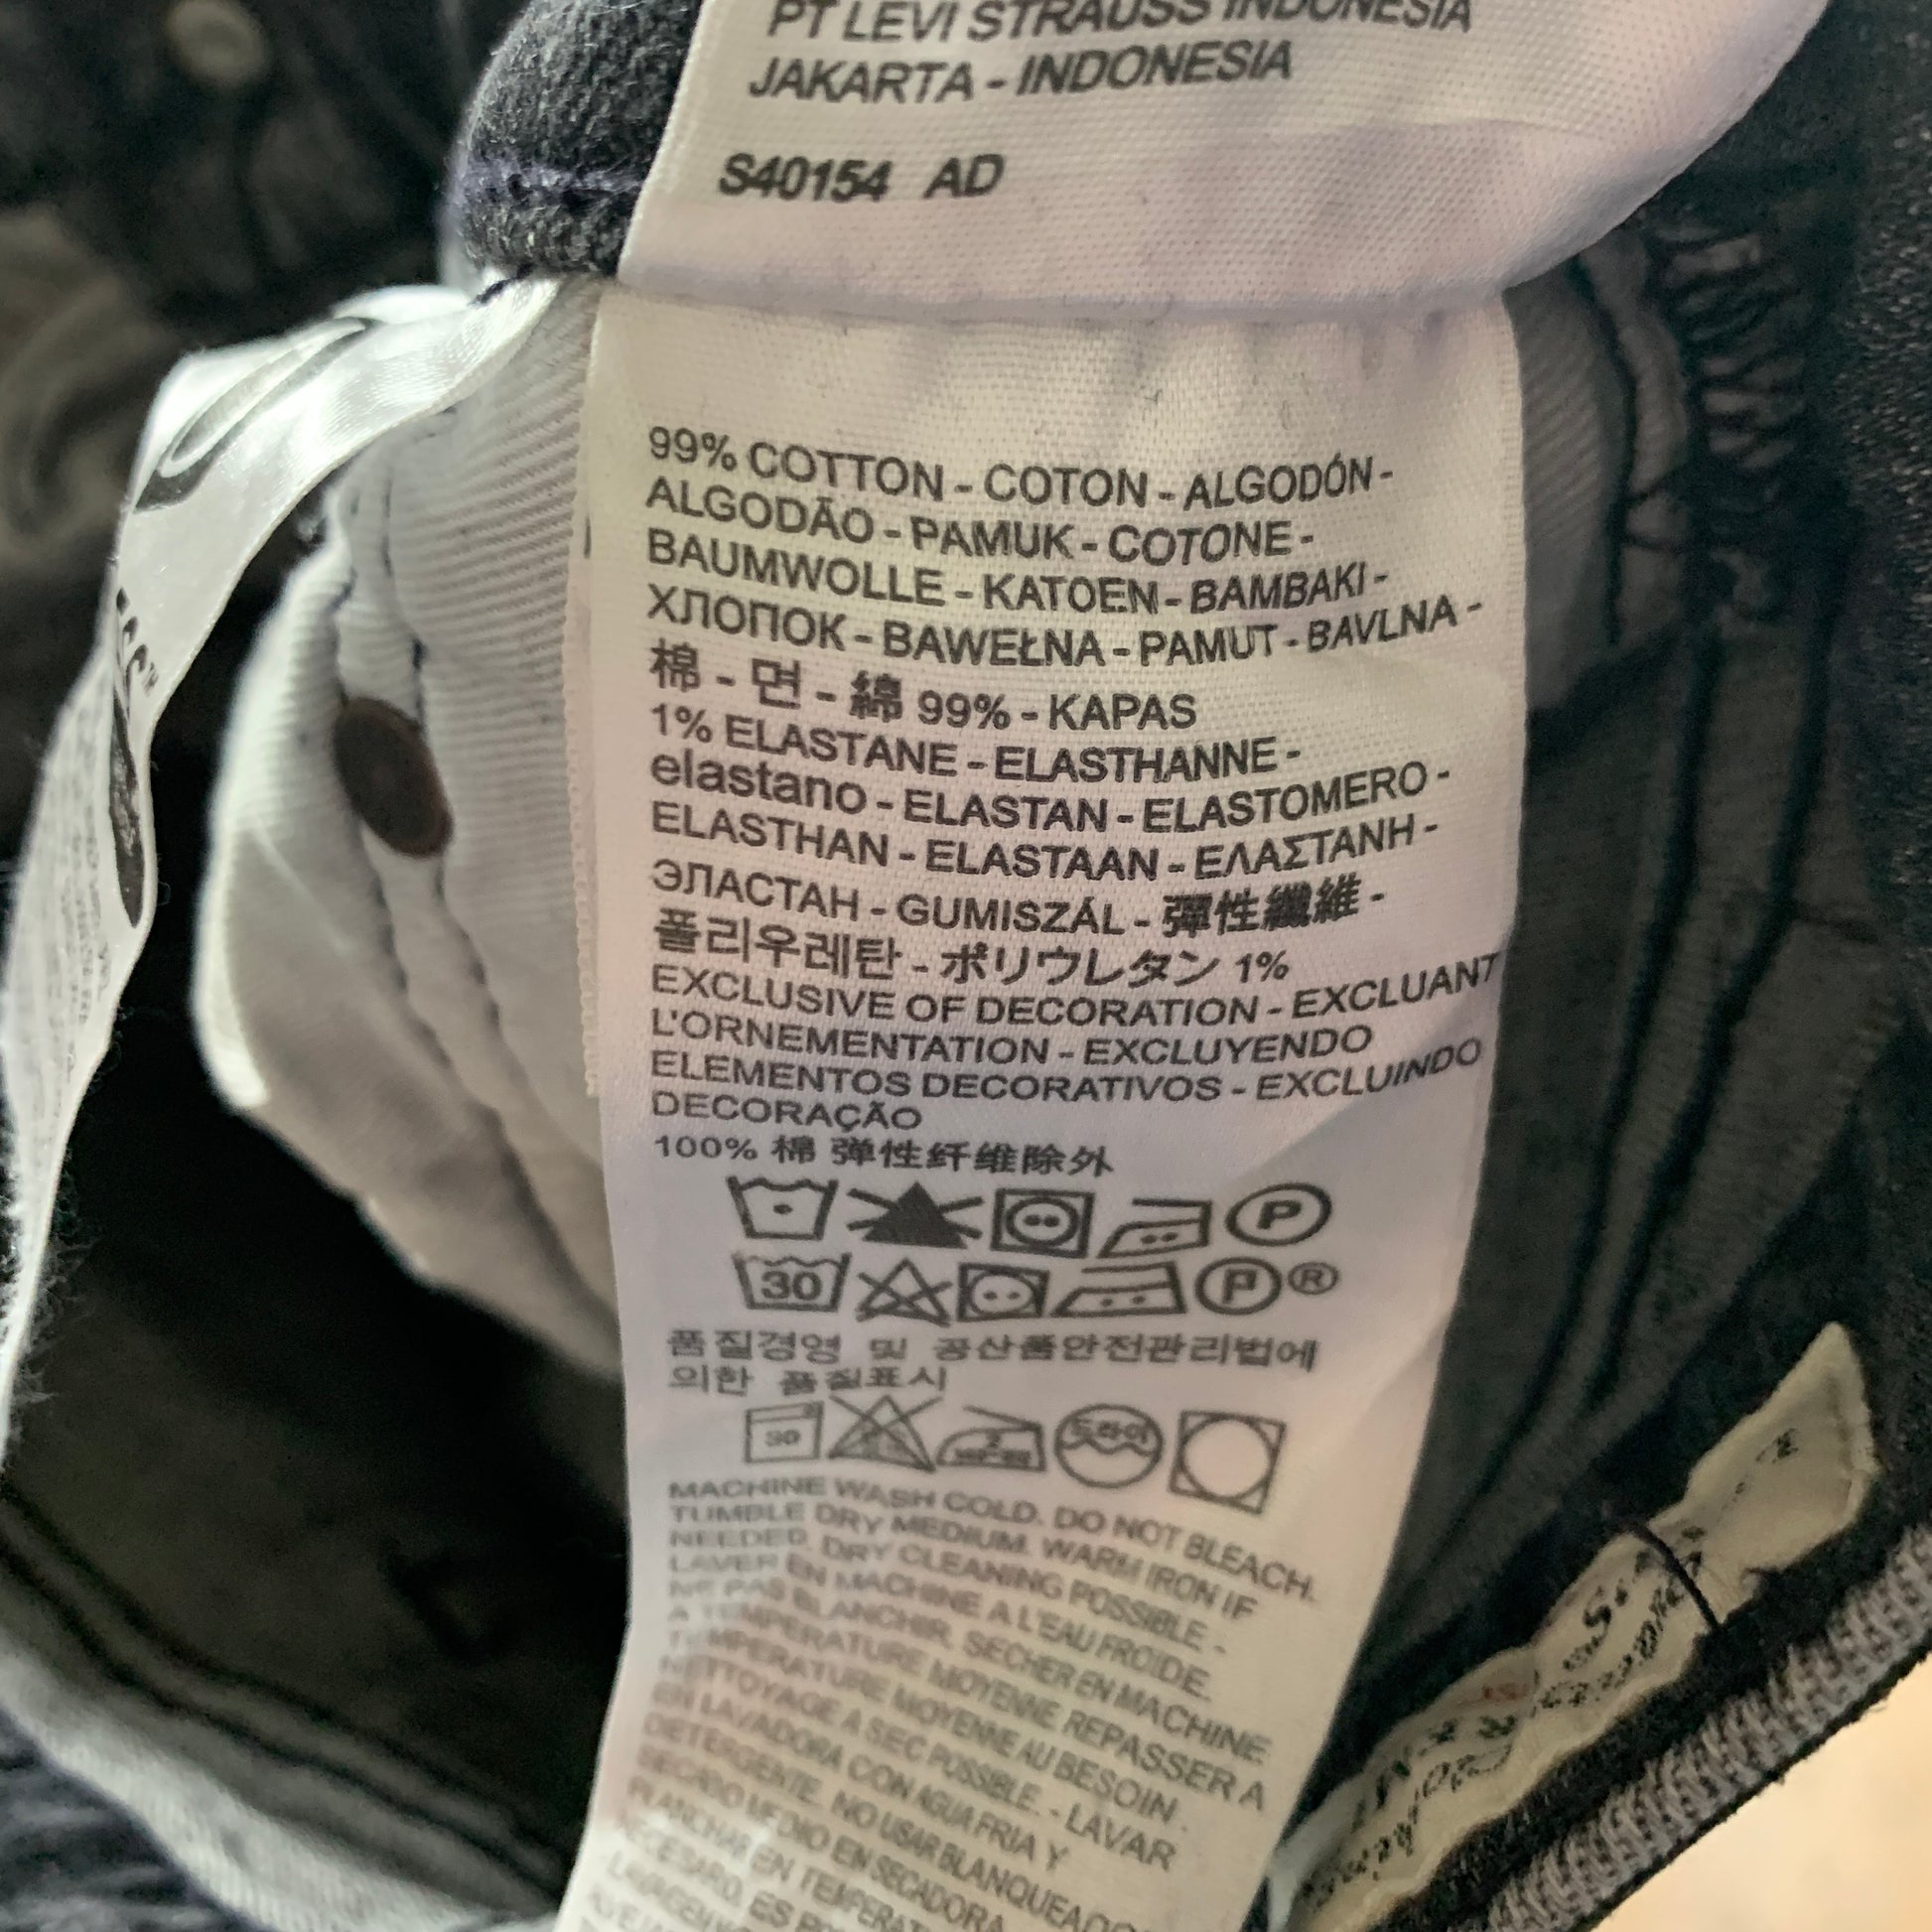 PT LEVI STRAUSS INDONESIA
JAKARTA - INDONESIA
S40154 AD
99% COTTON - COTON - ALGODÓN -
ALGODÃO - PAMUK - COTONE -
BAUMWOLLE - KATOEN - BAMBAKI -
ХЛОПОК - BAWEŁNA - PAMUT - BAVLNA -
棉 - 면 - 綿 99% - KAPAS
1% ELASTANE - ELASTHANNE -
elastano - ELASTAN - ELASTOMERO -
ELASTHAN - ELASTAAN - ΕΛΑΣΤΑΝΗ -
ЭЛАСТАН - GUMISZÁL - 彈性纖維 -
폴리우레탄 - ポリウレタン 1%
EXCLUSIVE OF DECORATION - EXCLUANT
L'ORNEMENTATION - EXCLUYENDO
ELEMENTOS DECORATIVOS - EXCLUINDO
DECORAÇÃO
100% 棉 弹性纤维除外
P
30 P ®
품질경영 및 공산품안전관리법에
의한 품질표시
30 2 드라이
MACHINE WASH COLD. DO NOT BLEACH.
TUMBLE DRY MEDIUM. WARM IRON IF
NEEDED. DRY CLEANING POSSIBLE. -
LAVER EN MACHINE A L'EAU FROIDE.
NE PAS BLANCHIR. SECHER EN MACHINE
A TEMPERATURE MOYENNE REPASSER A
TEMPERATURE MOYENNE AU BESOIN.
NETTOYAGE A SEC POSSIBLE. - LAVAR
EN LAVADORA CON AGUA FRIA Y
DETERGENTE. NO USAR BLANQUEADOR
SECADO MEDIO EN SECADORA
PLANCHAR EN